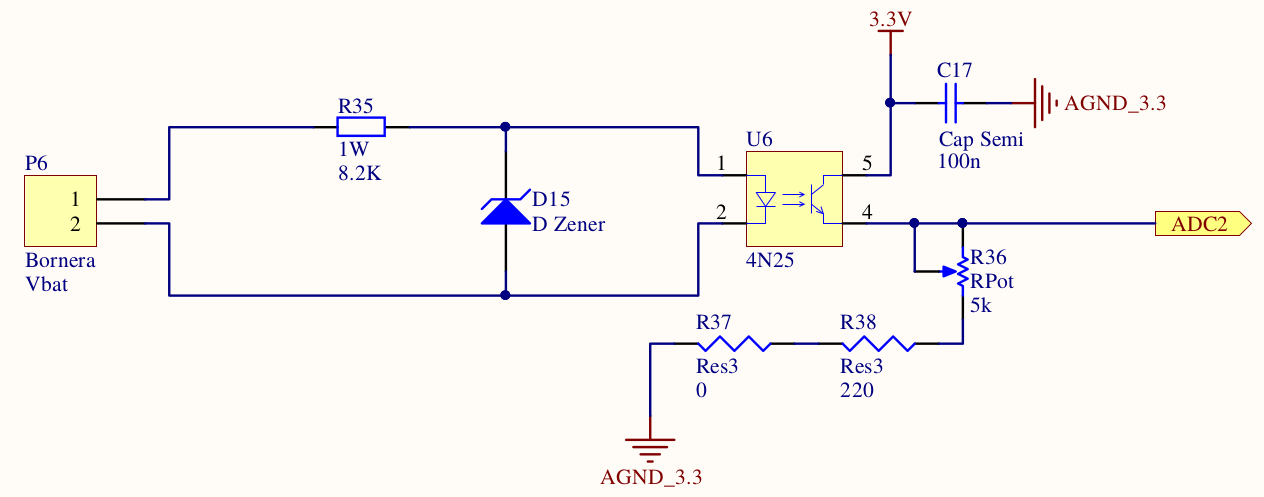 3.3V
C17
AGND_3.3
Cap Semi
100n
R35
1W
8.2K
U6
P6
1
2
Bornera
Vbat
D15
D Zener
1
2
5
4
4N25
ADC2
R36
RPot
5k
R37
Res3
0
R38
Res3
220
AGND_3.3